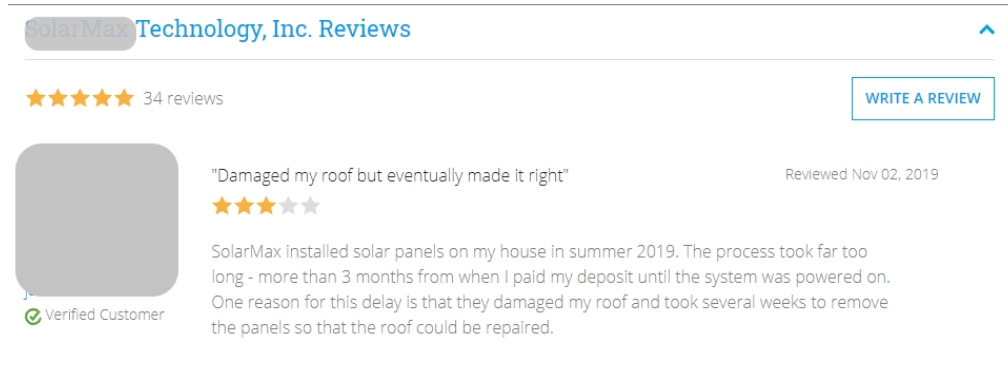 SolarMax Technology, Inc. Reviews
34 reviews
WRITE A REVIEW
"Damaged my roof but eventually made it right"
Reviewed Nov 02, 2019
SolarMax installed solar panels on my house in summer 2019. The process took far too
long - more than 3 months from when I paid my deposit until the system was powered on.
One reason for this delay is that they damaged my roof and took several weeks to remove
the panels so that the roof could be repaired.
Verified Customer